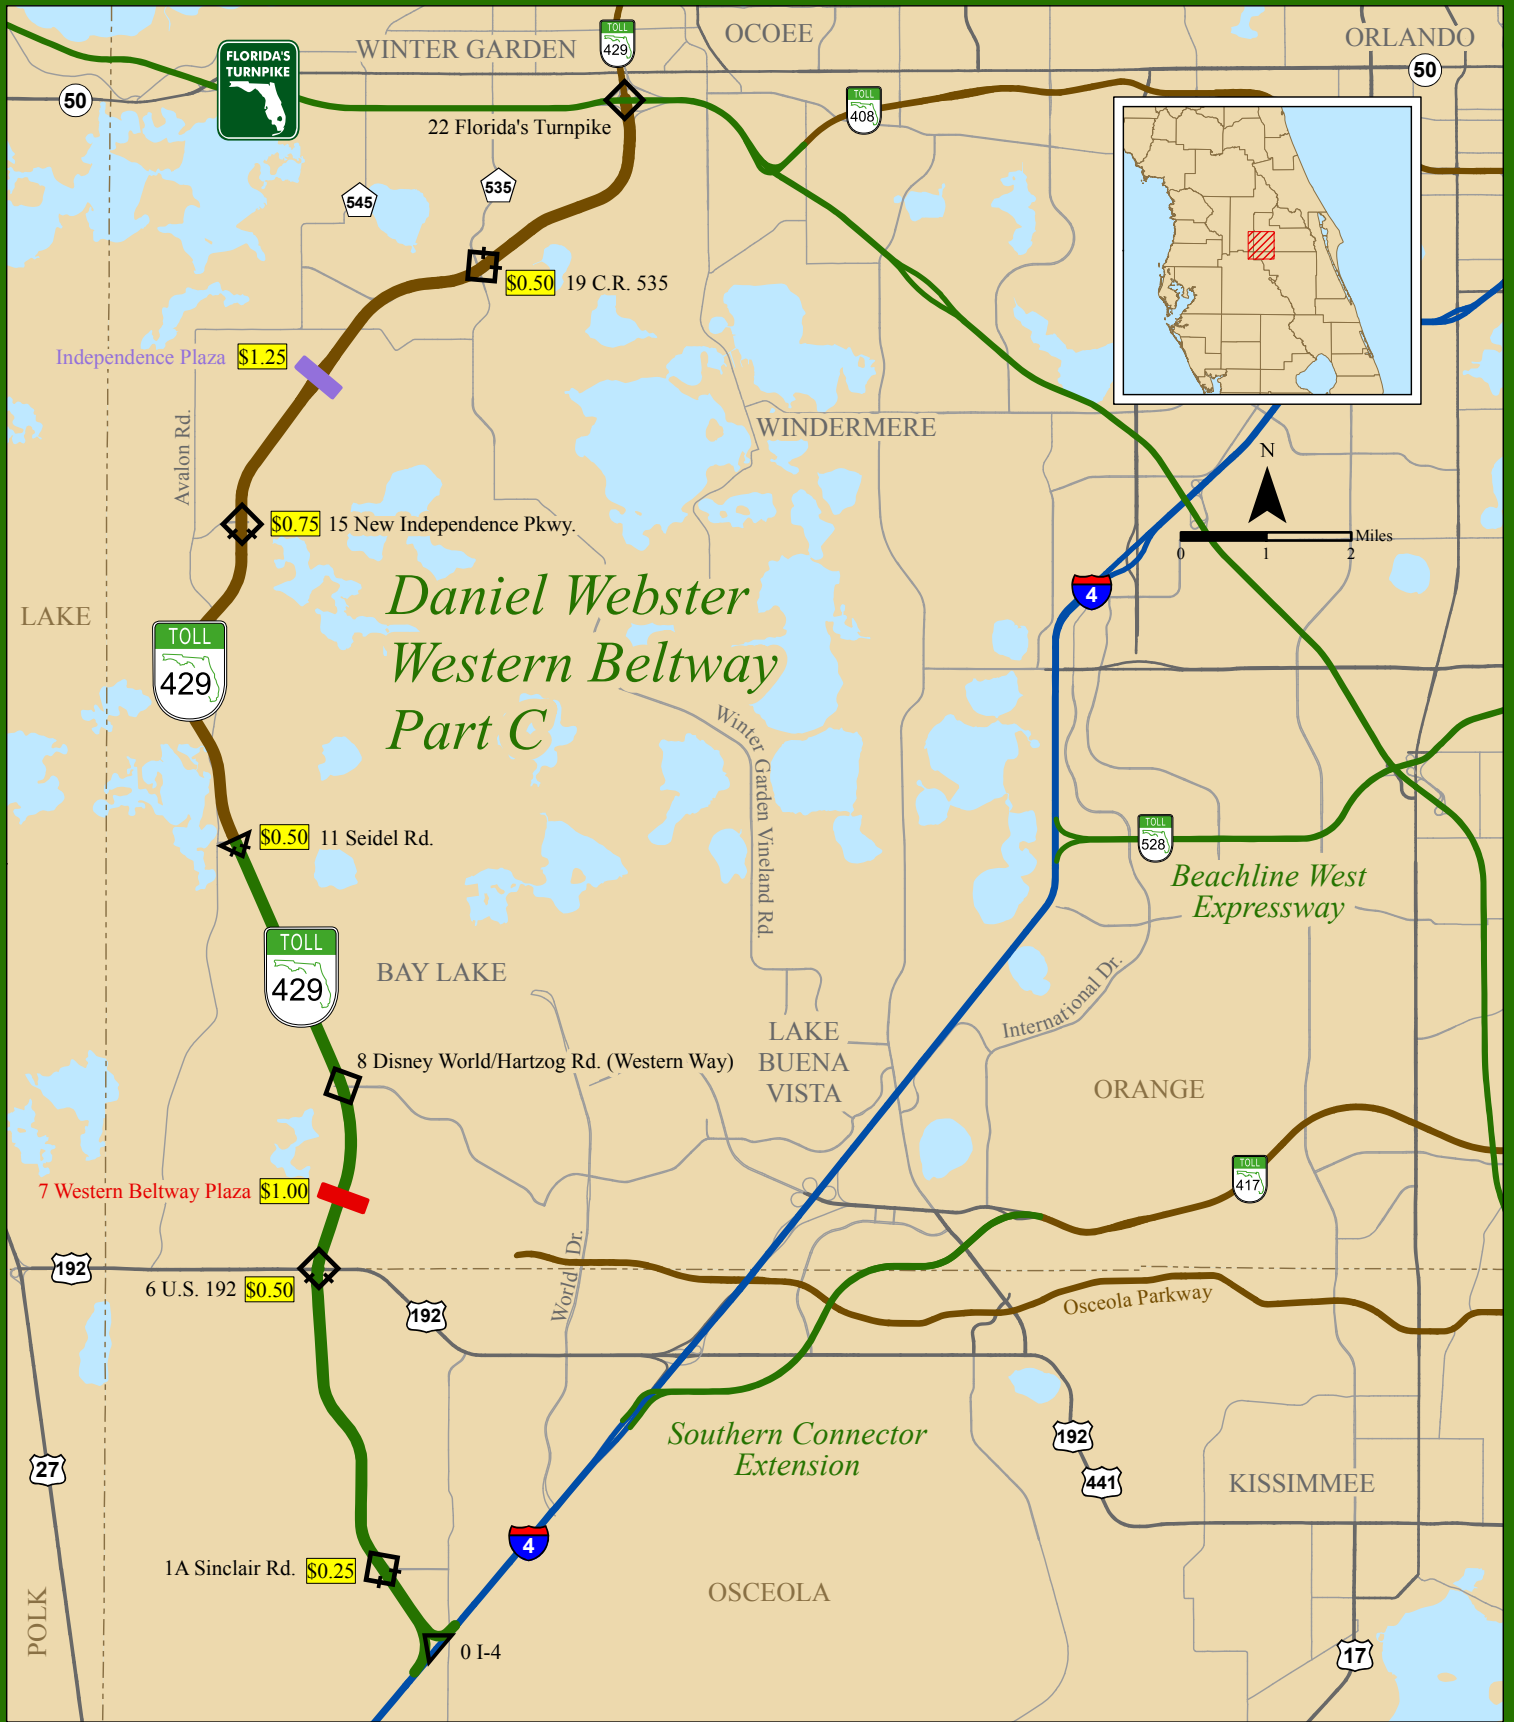 TOLL
429
OCOEE
ORLANDO
WINTER GARDEN
FLORIDA'S
TURNPIKE
50
50
TOLL
408
22 Florida's Turnpike
545
535
$0.50 19 C.R. 535
Independence Plaza $1.25
Avalon Rd.
WINDERMERE
N
0 1 2 Miles
$0.75 15 New Independence Pkwy.
4
LAKE
Daniel Webster
Western Beltway
Part C
TOLL
429
Winter Garden Vineland Rd.
$0.50 11 Seidel Rd.
TOLL
528
Beachline West
Expressway
TOLL
429
BAY LAKE
International Dr.
LAKE
BUENA
VISTA
8 Disney World/Hartzog Rd. (Western Way)
ORANGE
TOLL
417
7 Western Beltway Plaza $1.00
World Dr.
192
6 U.S. 192 $0.50
192
Osceola Parkway
Southern Connector
Extension
192
441
27
KISSIMMEE
4
1A Sinclair Rd. $0.25
OSCEOLA
POLK
0 I-4
17